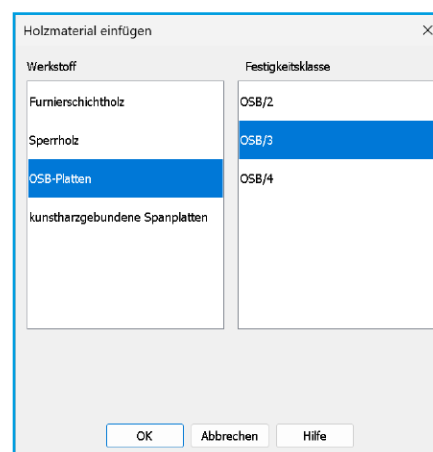 Holzmaterial einfügen
Werkstoff
Furnierschichtholz
Sperrholz
OSB-Platten
kunstharzgebundene Spanplatten
Festigkeitsklasse
OSB/2
OSB/3
OSB/4
OK
Abbrechen
Hilfe